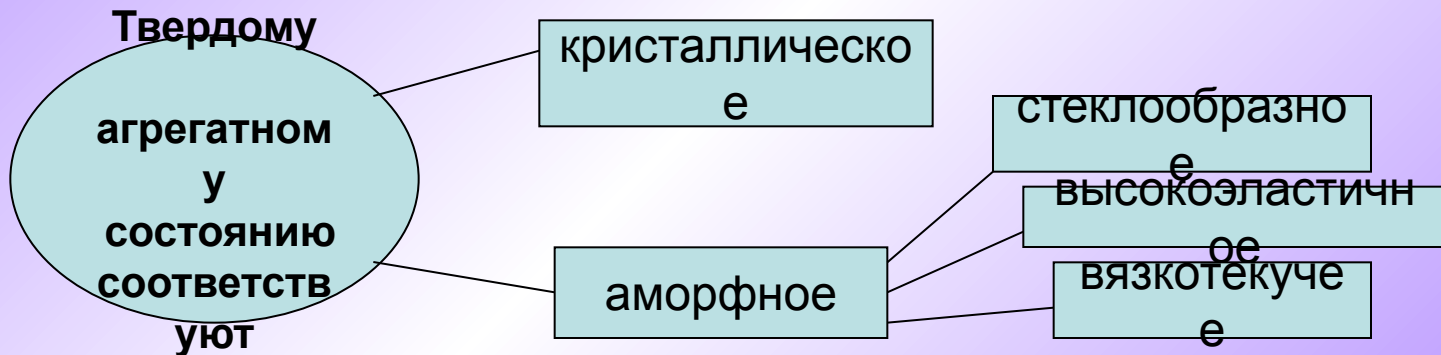 Твердому
агрегатном
у
состоянию
соответств
уют
кристаллическо
е
аморфное
стеклообразно
е
высокоэластичн
ое
вязкотекуче
е